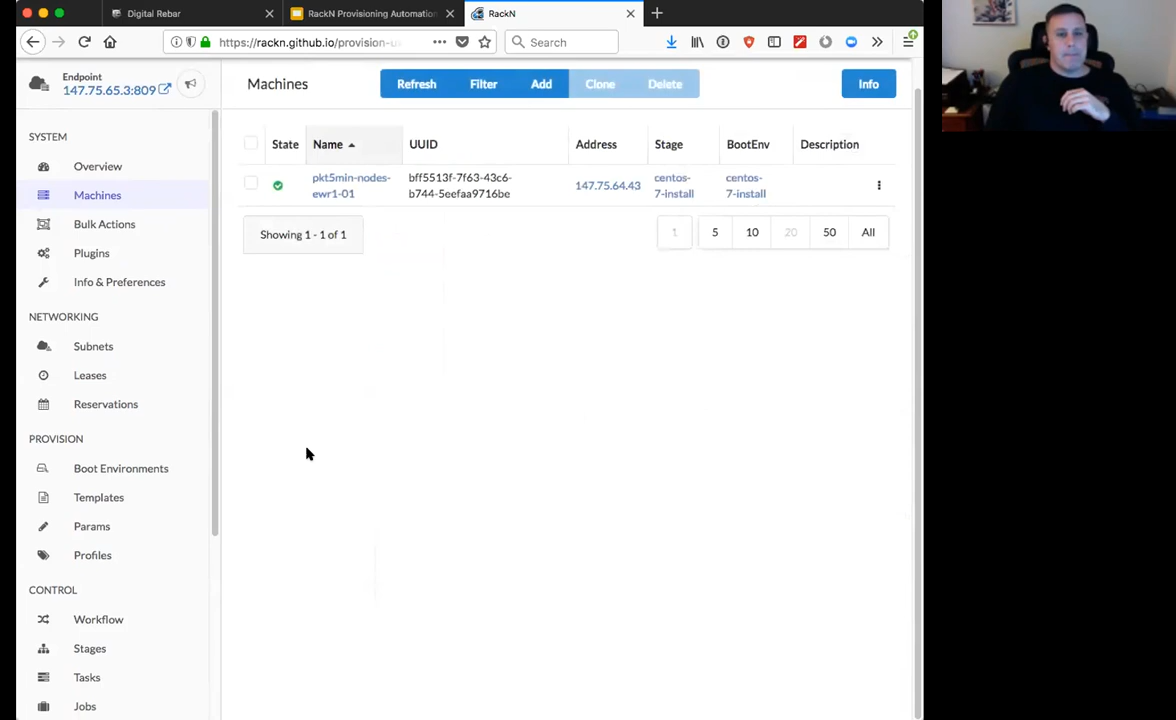 Digital Rebar
RackN Provisioning Automation
RackN
https://rackn.github.io/provision-u
Search
Endpoint
147.75.65.3:809
Machines
Refresh
Filter
Add
Clone
Delete
Info
SYSTEM
Overview
Machines
Bulk Actions
Plugins
Info & Preferences
NETWORKING
Subnets
Leases
Reservations
PROVISION
Boot Environments
Templates
Params
Profiles
CONTROL
Workflow
Stages
Tasks
Jobs
State
Name
UUID
Address
Stage
BootEnv
Description
pkt5min-nodes-
ewr1-01
bff5513f-7f63-43c6-
b744-5eefaa9716be
147.75.64.43
centos-
7-install
centos-
7-install
Showing 1 - 1 of 1
1
5
10
20
50
All